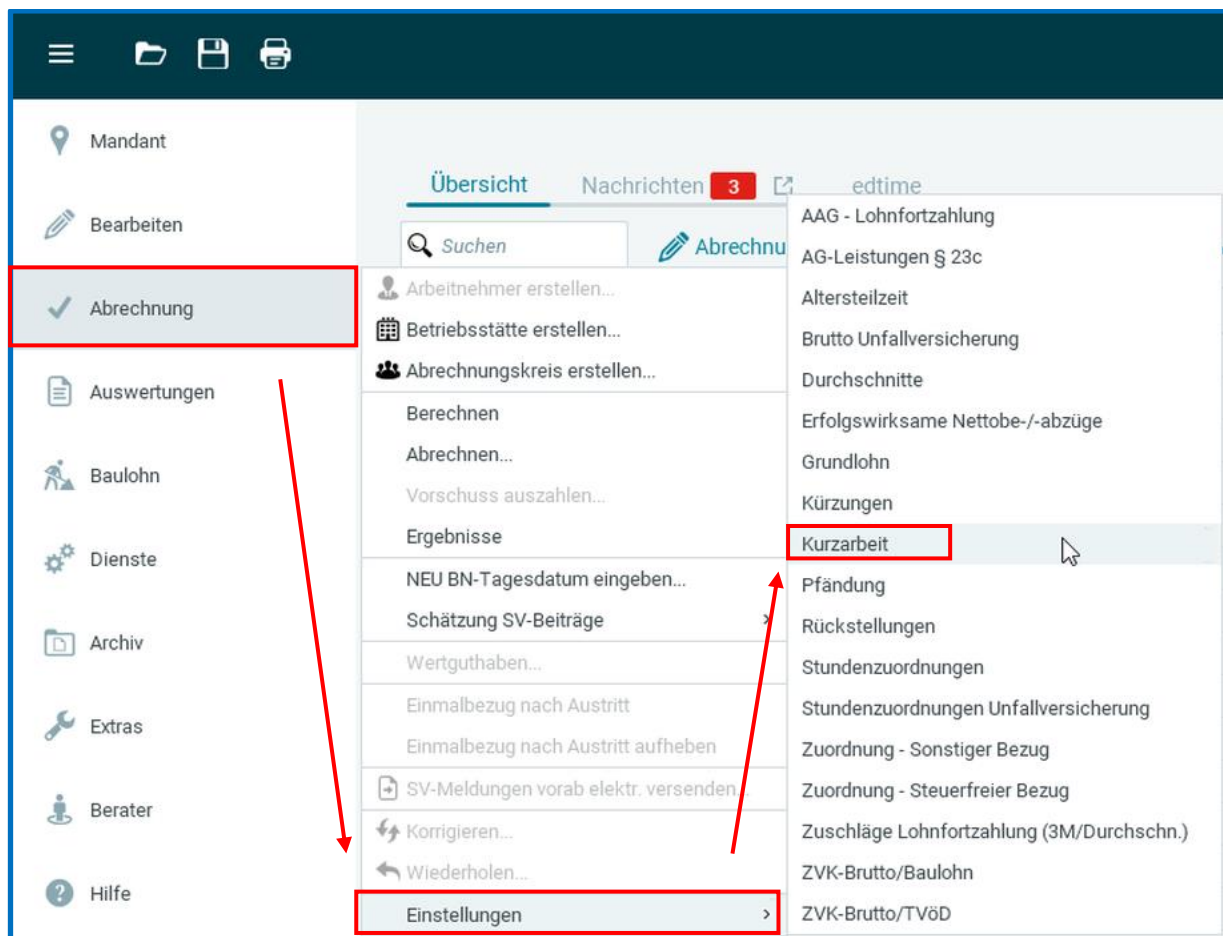 Mandant
Bearbeiten
Abrechnung
Auswertungen
Baulohn
Dienste
Archiv
Extras
Berater
Hilfe
Übersicht Nachrichten 3 edtime
Suchen Abrechnu
Arbeitnehmer erstellen...
Betriebsstätte erstellen...
Abrechnungskreis erstellen...
Berechnen
Abrechnen...
Vorschuss auszahlen...
Ergebnisse
NEU BN-Tagesdatum eingeben...
Schätzung SV-Beiträge
Wertguthaben...
Einmalbezug nach Austritt
Einmalbezug nach Austritt aufheben
SV-Meldungen vorab elektr. versenden...
Korrigieren...
Wiederholen...
Einstellungen
AAG - Lohnfortzahlung
AG-Leistungen § 23c
Altersteilzeit
Brutto Unfallversicherung
Durchschnitte
Erfolgswirksame Nettobe-/-abzüge
Grundlohn
Kürzungen
Kurzarbeit
Pfändung
Rückstellungen
Stundenzuordnungen
Stundenzuordnungen Unfallversicherung
Zuordnung - Sonstiger Bezug
Zuordnung - Steuerfreier Bezug
Zuschläge Lohnfortzahlung (3M/Durchschn.)
ZVK-Brutto/Baulohn
ZVK-Brutto/TVöD